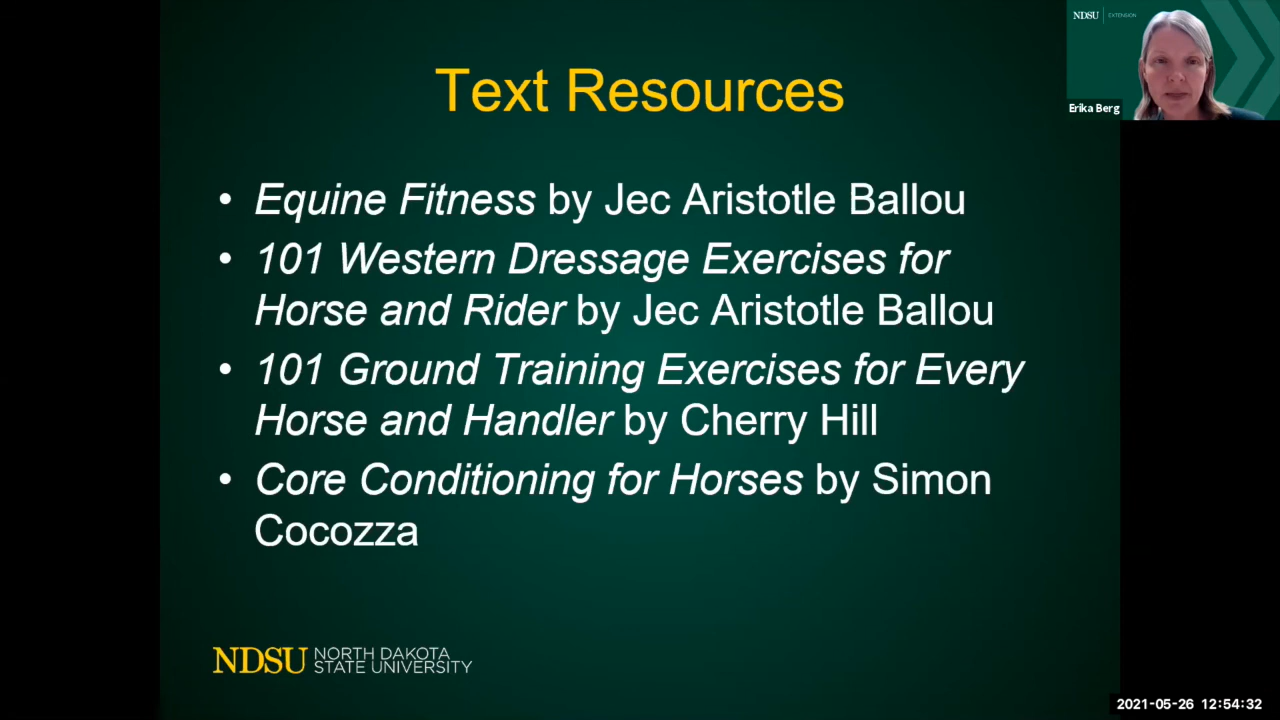 Text Resources
NDSU EXTENSION
Erika Berg
• Equine Fitness by Jec Aristotle Ballou
• 101 Western Dressage Exercises for
Horse and Rider by Jec Aristotle Ballou
• 101 Ground Training Exercises for Every
Horse and Handler by Cherry Hill
• Core Conditioning for Horses by Simon
Cocozza
NDSU NORTH DAKOTA
STATE UNIVERSITY
2021-05-26 12:54:32